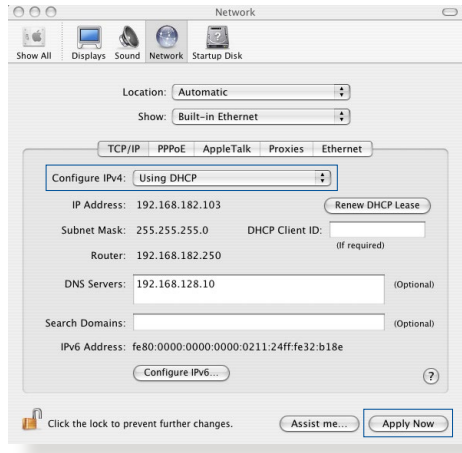 Network
Show All Displays Sound Network Startup Disk
Location: Automatic
Show: Built-in Ethernet
TCP/IP PPPoE AppleTalk Proxies Ethernet
Configure IPv4: Using DHCP
IP Address: 192.168.182.103 Renew DHCP Lease
Subnet Mask: 255.255.255.0 DHCP Client ID:
(If required)
Router: 192.168.182.250
DNS Servers: 192.168.128.10 (Optional)
Search Domains: (Optional)
IPv6 Address: fe80:0000:0000:0000:0211:24ff:fe32:b18e
Configure IPv6... ?
Click the lock to prevent further changes. Assist me... Apply Now